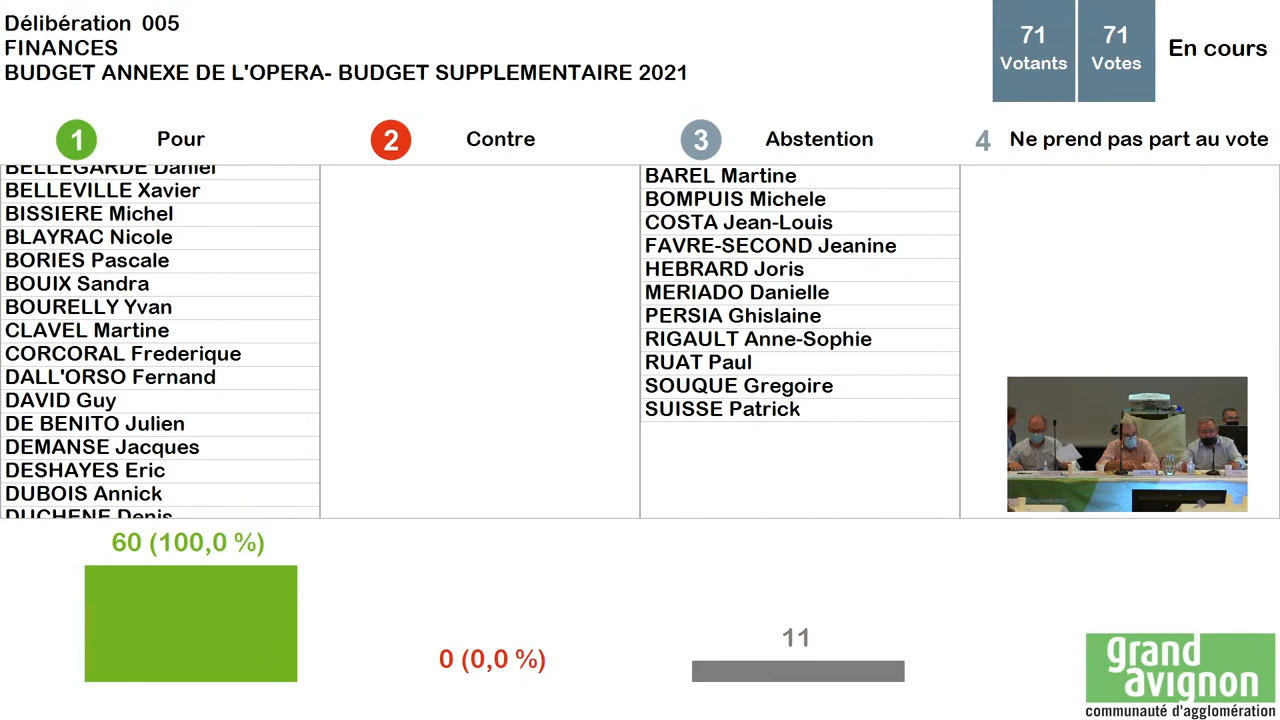 Délibération 005
FINANCES
BUDGET ANNEXE DE L'OPERA- BUDGET SUPPLEMENTAIRE 2021
71
Votants
71
Votes
En cours
1 Pour
2 Contre
3 Abstention
4 Ne prend pas part au vote
BELLEGARDE Daniel
BELLEVILLE Xavier
BISSIERE Michel
BLAYRAC Nicole
BORIES Pascale
BOUIX Sandra
BOURELLY Yvan
CLAVEL Martine
CORCORAL Frederique
DALL'ORSO Fernand
DAVID Guy
DE BENITO Julien
DEMANSE Jacques
DESHAYES Eric
DUBOIS Annick
DUCHENE Denis
BAREL Martine
BOMPUIS Michele
COSTA Jean-Louis
FAVRE-SECOND Jeanine
HEBRARD Joris
MERIADO Danielle
PERSIA Ghislaine
RIGAULT Anne-Sophie
RUAT Paul
SOUQUE Gregoire
SUISSE Patrick
60 (100,0 %)
0 (0,0 %)
11
grand
avignon
communauté d'agglomération